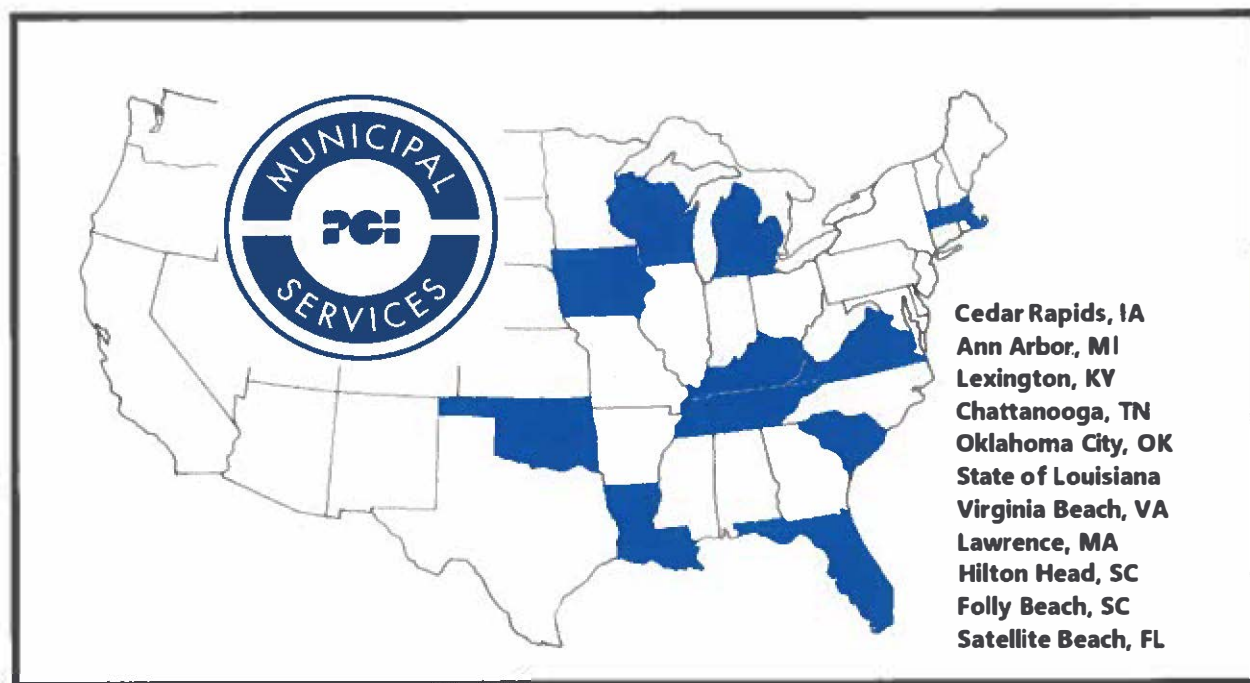 MUNICIPAL
PCI
SERVICES
Cedar Rapids, IA
Ann Arbor, MI
Lexington, KY
Chattanooga, TN
Oklahoma City, OK
State of Louisiana
Virginia Beach, VA
Lawrence, MA
Hilton Head, SC
Folly Beach, SC
Satellite Beach, FL